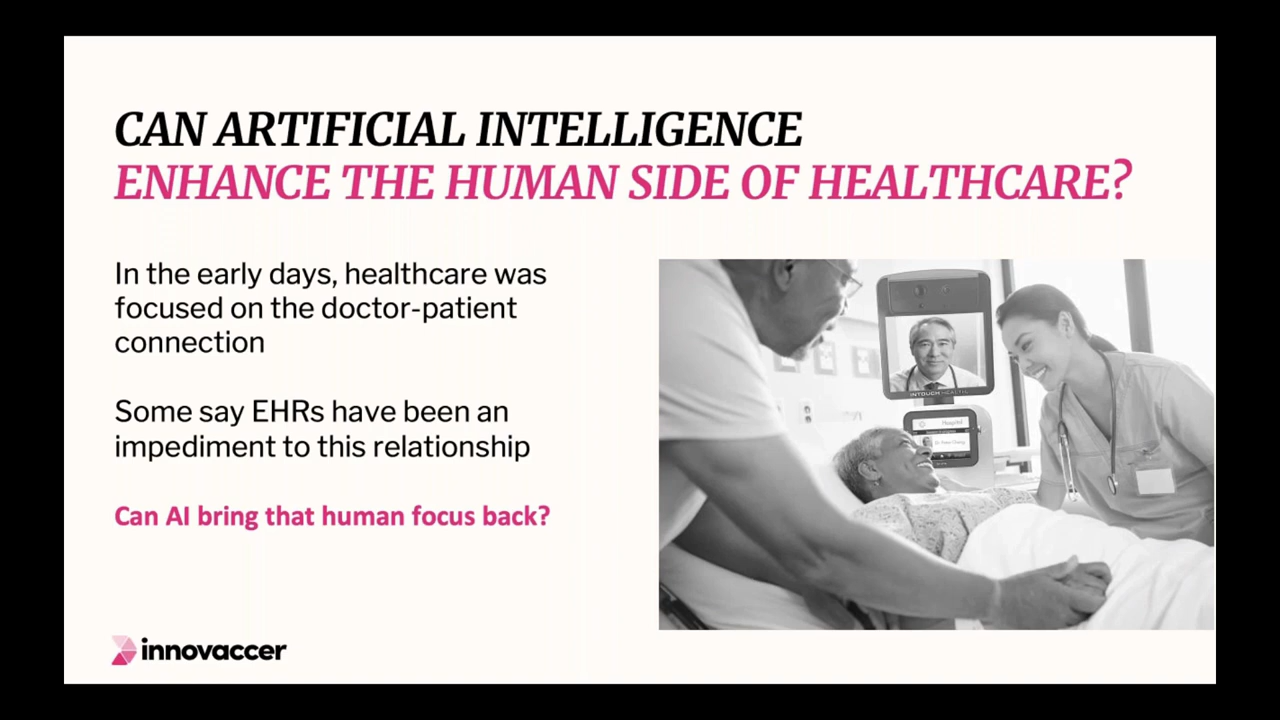 CAN ARTIFICIAL INTELLIGENCE
ENHANCE THE HUMAN SIDE OF HEALTHCARE?
In the early days, healthcare was
focused on the doctor-patient
connection
Some say EHRs have been an
impediment to this relationship
Can AI bring that human focus back?
INTOUCH HEALTH
Hospital
innovaccer